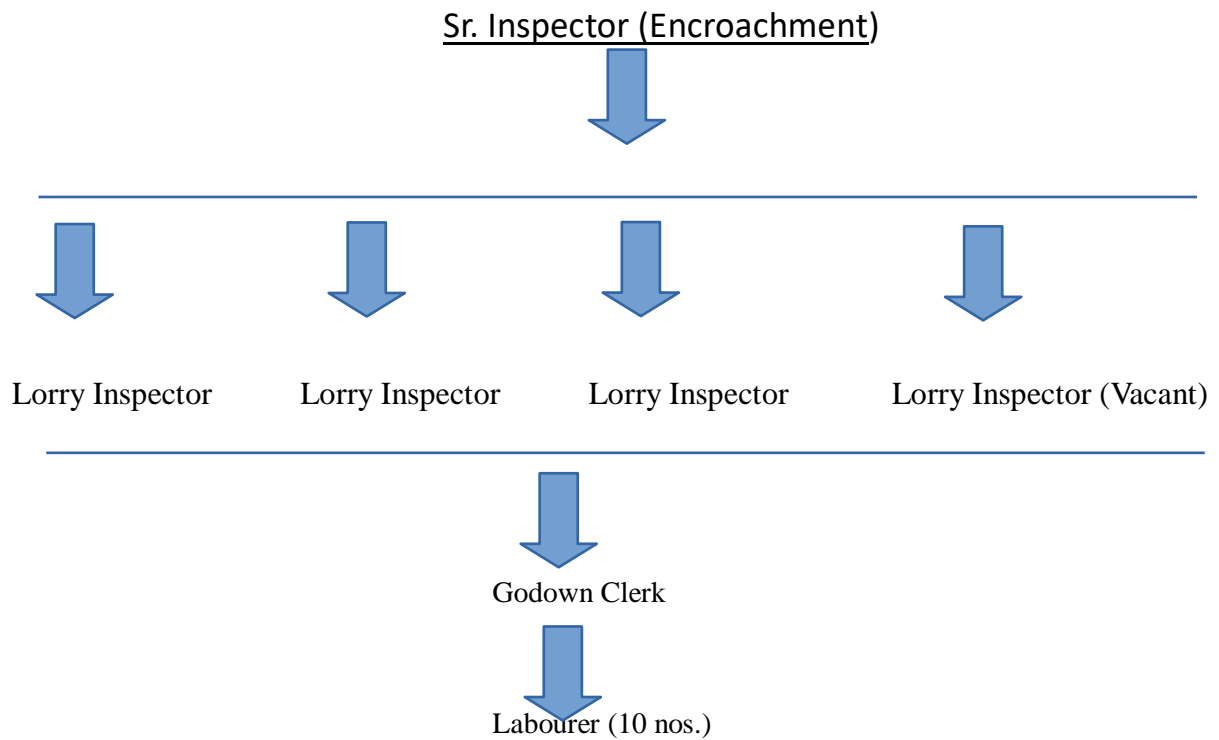 Sr. Inspector (Encroachment)
Lorry Inspector Lorry Inspector Lorry Inspector Lorry Inspector (Vacant)
Godown Clerk
Labourer (10 nos.)